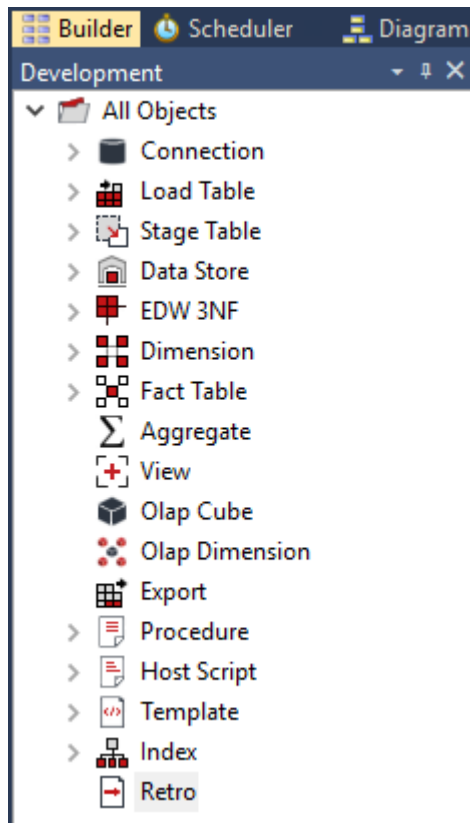 Builder Scheduler Diagram
Development
All Objects
Connection
Load Table
Stage Table
Data Store
EDW 3NF
Dimension
Fact Table
Aggregate
View
Olap Cube
Olap Dimension
Export
Procedure
Host Script
Template
Index
Retro